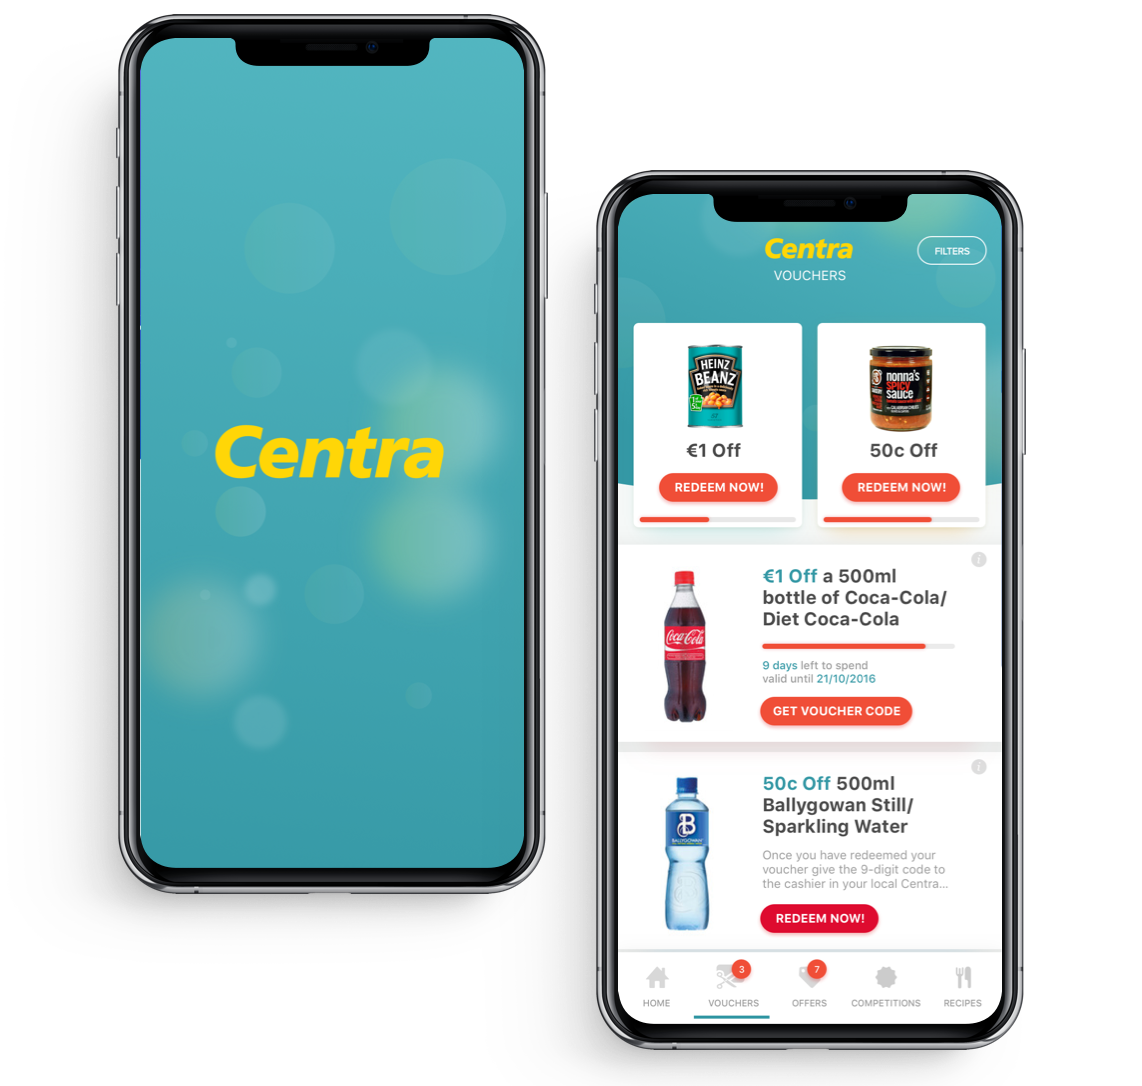 Centra
Centra
VOUCHERS
FILTERS
HEINZ
BEANZ
nonna's
SPICY
sauce
€1 Off
50c Off
REDEEM NOW!
REDEEM NOW!
Coca-Cola
€1 Off a 500ml
bottle of Coca-Cola/
Diet Coca-Cola
9 days left to spend
valid until 21/10/2016
GET VOUCHER CODE
B
BALLYGOWAN
50c Off 500ml
Ballygowan Still/
Sparkling Water
Once you have redeemed your
voucher give the 9-digit code to
the cashier in your local Centra...
REDEEM NOW!
3
7
HOME
VOUCHERS
OFFERS
COMPETITIONS
RECIPES